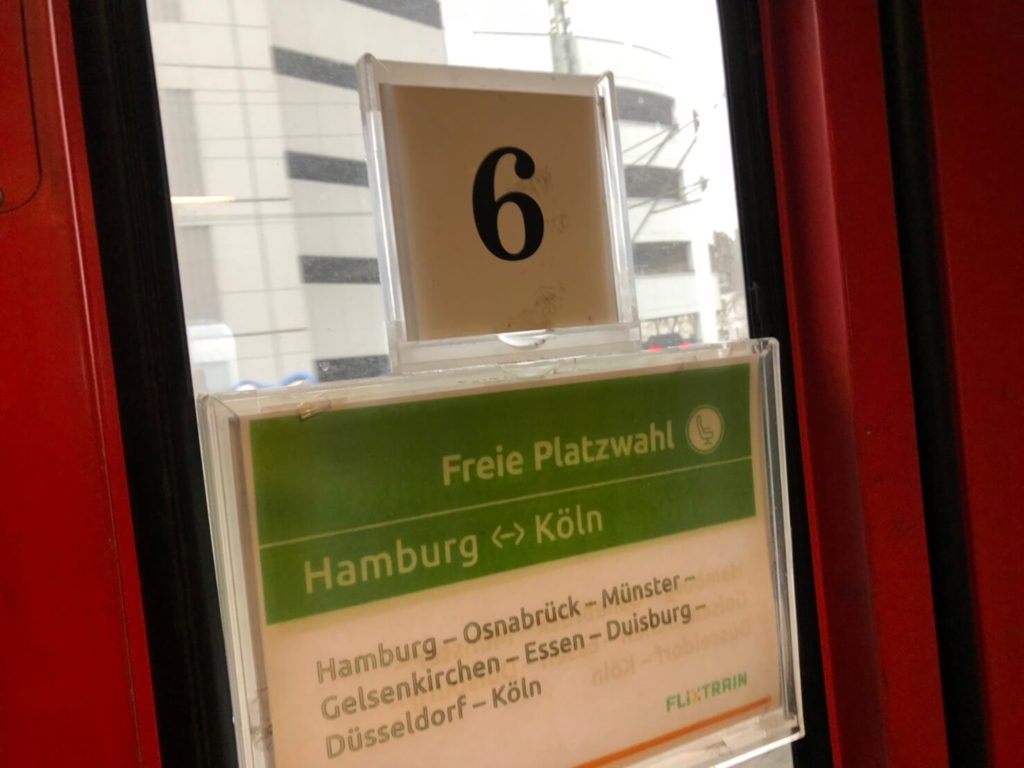 6
Freie Platzwahl
Hamburg <-> Köln
Hamburg – Osnabrück – Münster –
Gelsenkirchen – Essen – Duisburg –
Düsseldorf – Köln
FLIXTRAIN